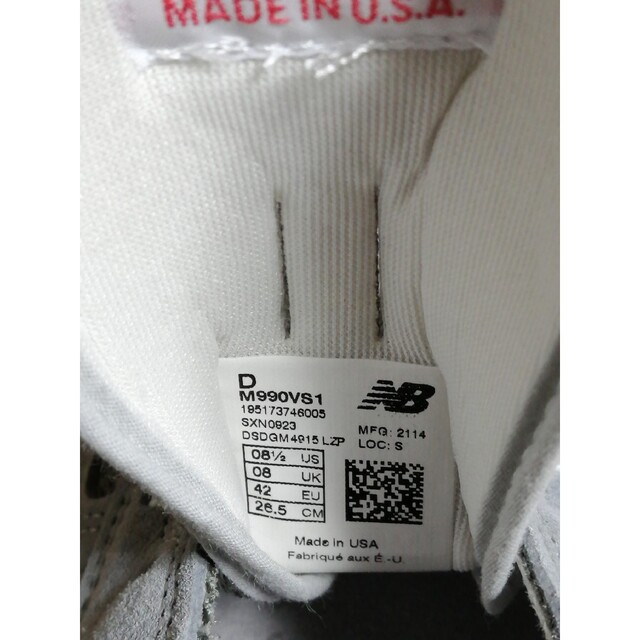 MADE IN U.S.A.
D
M990VS1
195173746005
SXN0923
DSDGM4915 LZP
NB
MFG: 2114
LOC: S
08½ US
08 UK
42 EU
26.5 CM
Made in USA
Fabriqué aux É.-U.